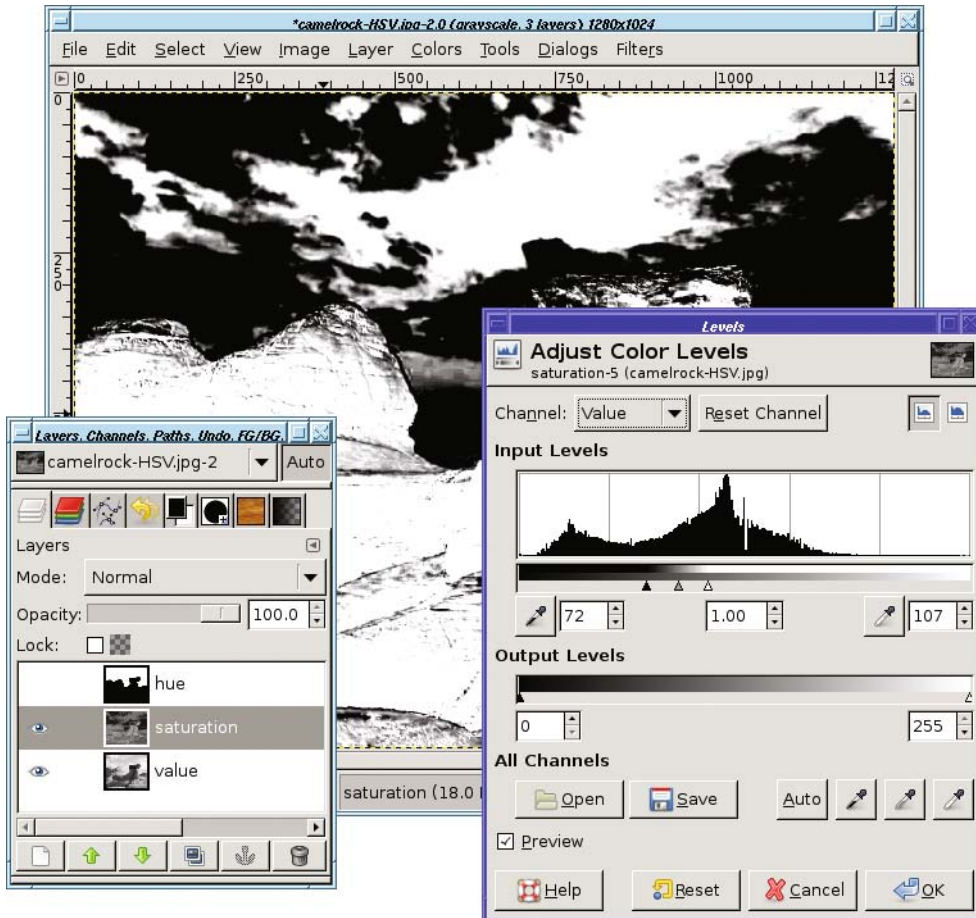 *camelrock-HSV.jpg-2.0 (grayscale, 3 layers) 1280x1024
File Edit Select View Image Layer Colors Tools Dialogs Filters
0 250 500 750 1000 12
0
250
Levels
Adjust Color Levels
saturation-5 (camelrock-HSV.jpg)
Channel: Value Reset Channel
Input Levels
72 1.00 107
Output Levels
0 255
All Channels
Open Save Auto
Preview
Help Reset Cancel OK
Layers, Channels, Paths, Undo, FG/BG,
camelrock-HSV.jpg-2 Auto
Layers
Mode: Normal
Opacity: 100.0
Lock:
hue
saturation
value
saturation (18.0